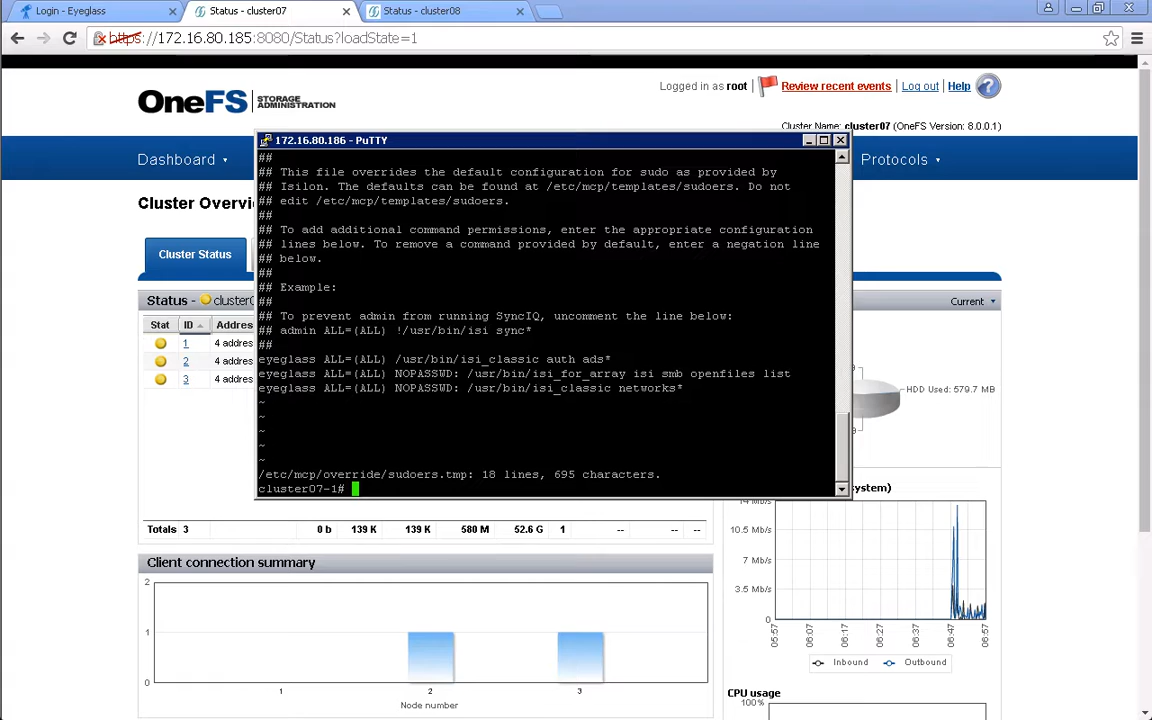 Login - Eyeglass
Status - cluster07
Status - cluster08
https://172.16.80.185:8080/Status?loadState=1
OneFS STORAGE ADMINISTRATION
Logged in as root
Review recent events
Log out
Help
Cluster Name: cluster07 (OneFS Version: 8.0.0.1)
Dashboard
Protocols
Cluster Overv
Cluster Status
Status - cluster
Current
Stat ID Address
1 4 addres
2 4 addres
3 4 addres
172.16.80.186 - PuTTY
##
## This file overrides the default configuration for sudo as provided by
## Isilon. The defaults can be found at /etc/mcp/templates/sudoers. Do not
## edit /etc/mcp/templates/sudoers.
##
## To add additional command permissions, enter the appropriate configuration
## lines below. To remove a command provided by default, enter a negation line
## below.
##
## Example:
##
## To prevent admin from running SyncIQ, uncomment the line below:
## admin ALL=(ALL) !/usr/bin/isi sync*
##
eyeglass ALL=(ALL) /usr/bin/isi_classic auth ads*
eyeglass ALL=(ALL) NOPASSWD: /usr/bin/isi_for_array isi smb openfiles list
eyeglass ALL=(ALL) NOPASSWD: /usr/bin/isi_classic networks*
~
~
~
~
~
/etc/mcp/override/sudoers.tmp: 18 lines, 695 characters.
cluster07-1#
HDD Used: 579.7 MB
Totals 3 0 b 139 K 139 K 580 M 52.6 G 1 -- -- --
Client connection summary
2
1
0
1 2 3
Node number
ystem)
14 Mb/s
10.5 Mb/s
7 Mb/s
3.5 Mb/s
0
05:57 06:07 06:17 06:27 06:37 06:47 06:57
Inbound Outbound
CPU usage
100%